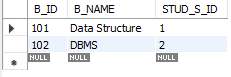 B_ID B_NAME STUD_S_ID
101 Data Structure 1
102 DBMS 2
NULL NULL NULL